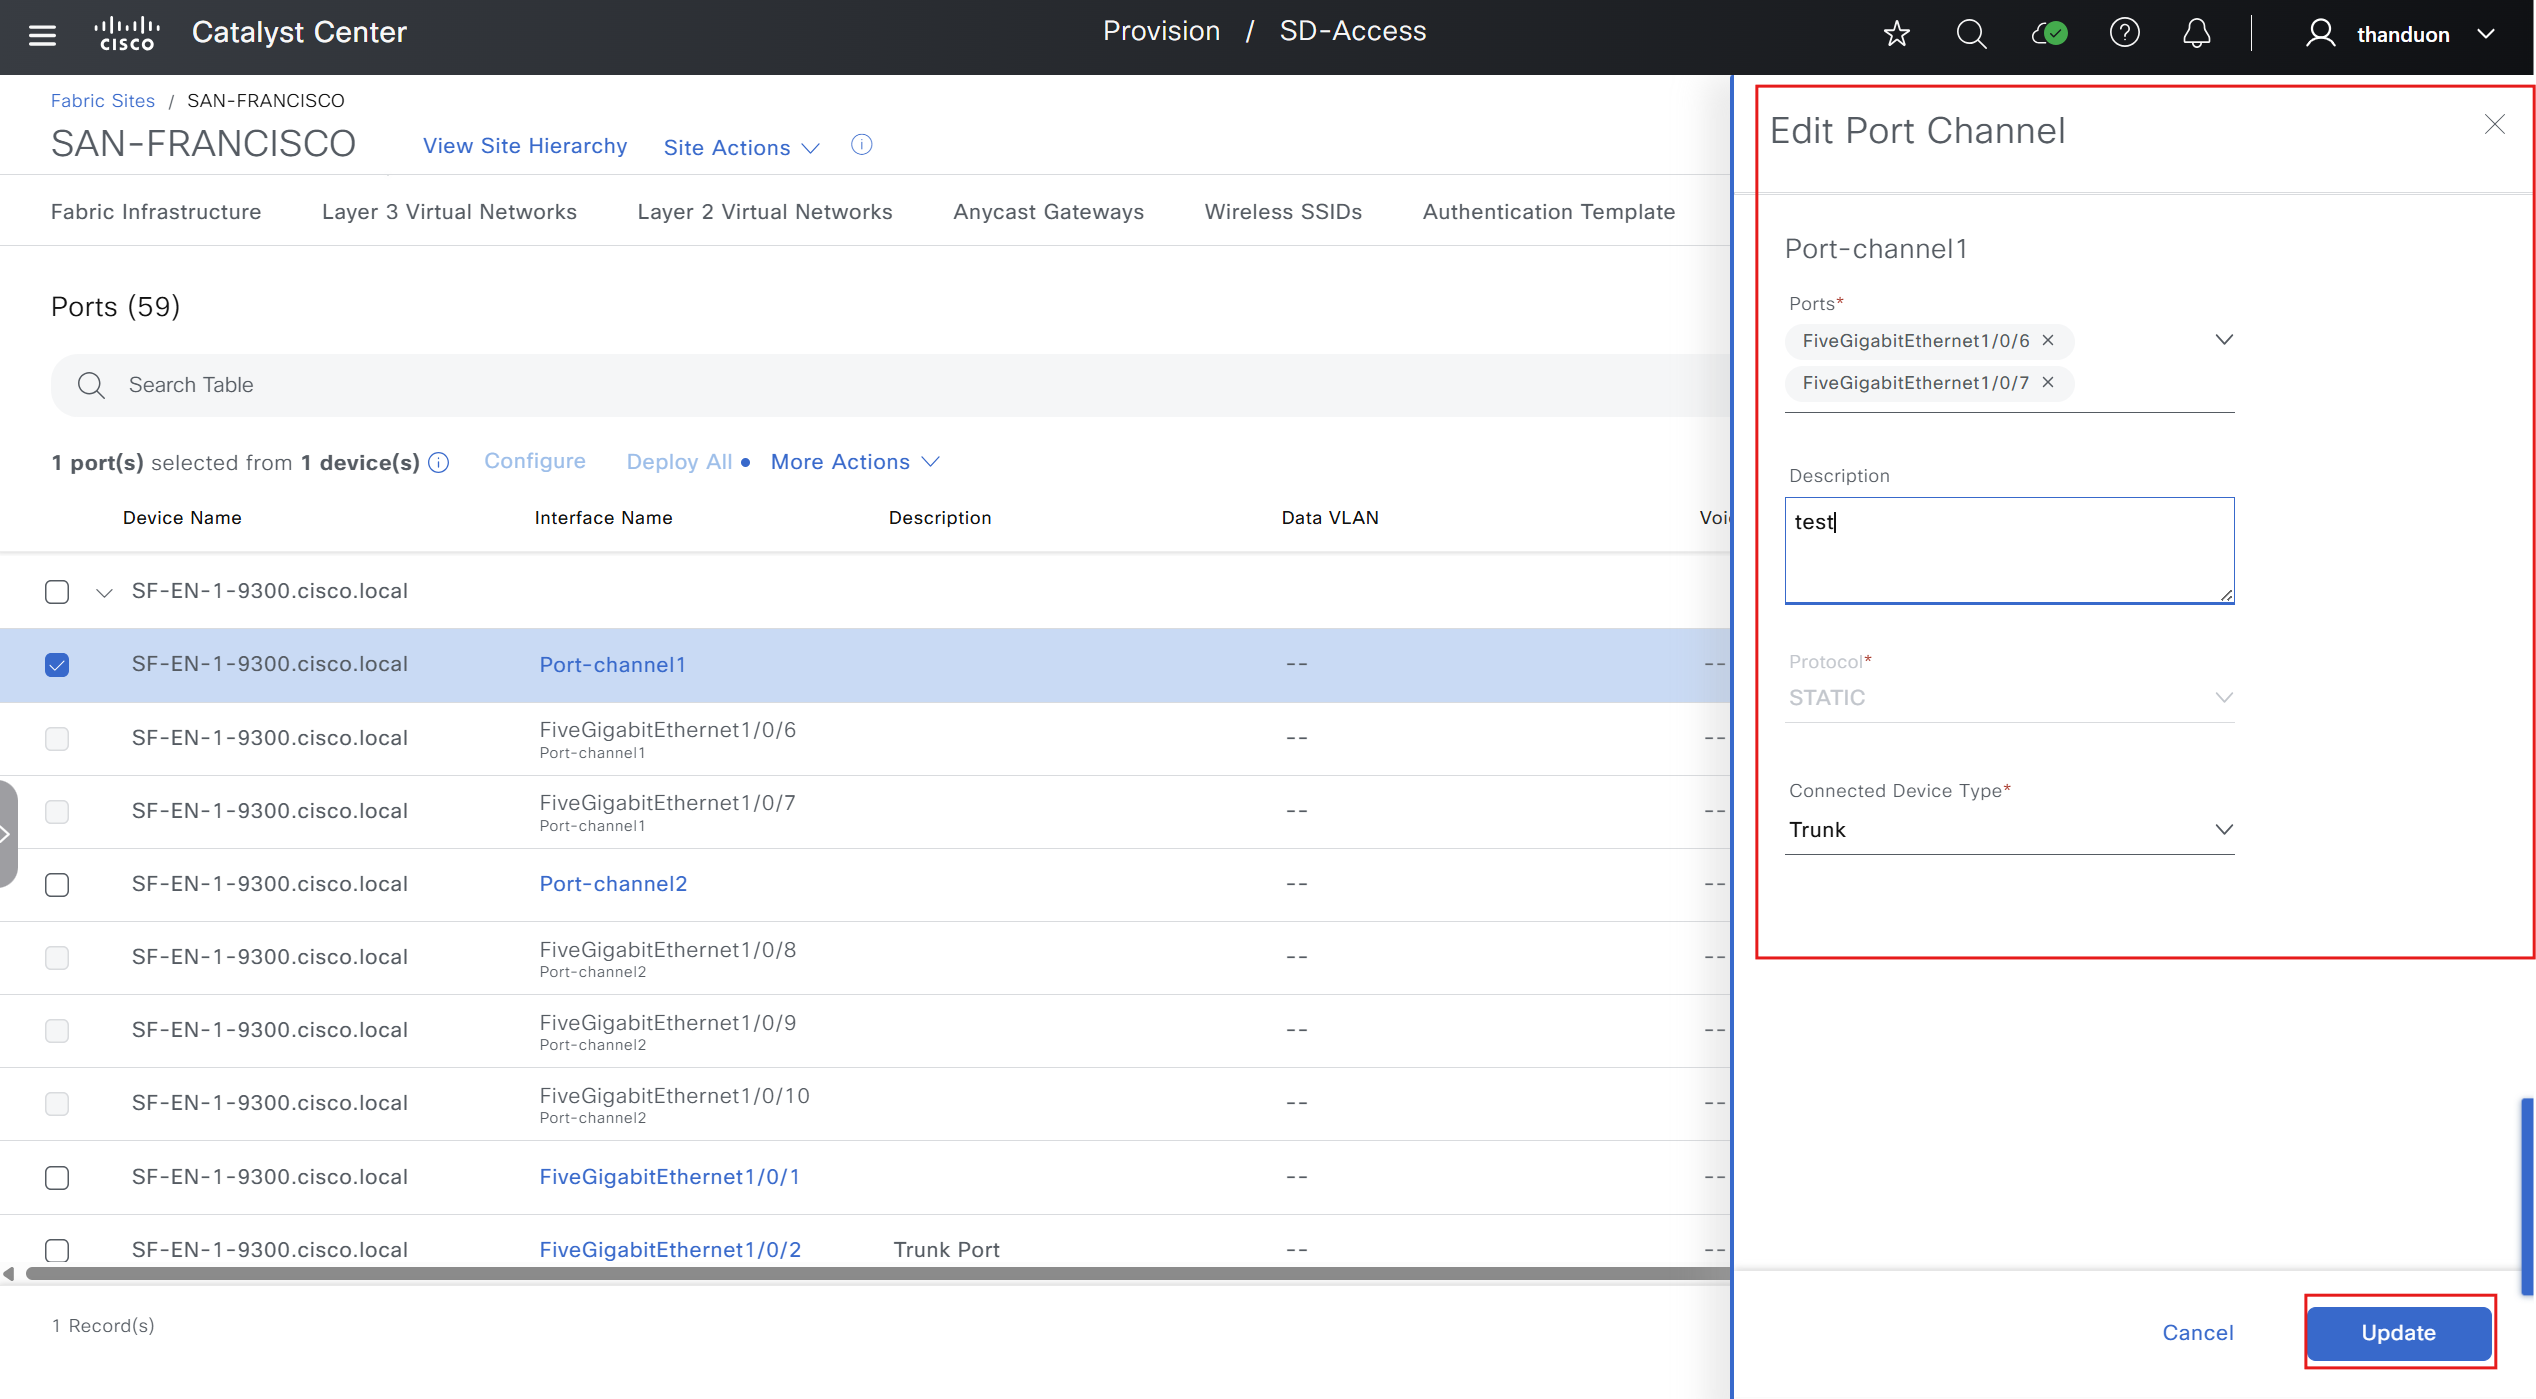 CISCO
Catalyst Center
Provision / SD-Access
thanduon
Fabric Sites / SAN-FRANCISCO
SAN-FRANCISCO
View Site Hierarchy
Site Actions
Fabric Infrastructure
Layer 3 Virtual Networks
Layer 2 Virtual Networks
Anycast Gateways
Wireless SSIDs
Authentication Template
Ports (59)
Search Table
1 port(s) selected from 1 device(s)
Configure
Deploy All
More Actions
Device Name Interface Name Description Data VLAN Voi
SF-EN-1-9300.cisco.local
SF-EN-1-9300.cisco.local Port-channel1 -- --
SF-EN-1-9300.cisco.local FiveGigabitEthernet1/0/6 -- --
Port-channel1
SF-EN-1-9300.cisco.local FiveGigabitEthernet1/0/7 -- --
Port-channel1
SF-EN-1-9300.cisco.local Port-channel2 -- --
SF-EN-1-9300.cisco.local FiveGigabitEthernet1/0/8 -- --
Port-channel2
SF-EN-1-9300.cisco.local FiveGigabitEthernet1/0/9 -- --
Port-channel2
SF-EN-1-9300.cisco.local FiveGigabitEthernet1/0/10 -- --
Port-channel2
SF-EN-1-9300.cisco.local FiveGigabitEthernet1/0/1 -- --
SF-EN-1-9300.cisco.local FiveGigabitEthernet1/0/2 Trunk Port -- --
1 Record(s)
Edit Port Channel
Port-channel1
Ports*
FiveGigabitEthernet1/0/6
FiveGigabitEthernet1/0/7
Description
test
Protocol*
STATIC
Connected Device Type*
Trunk
Cancel
Update